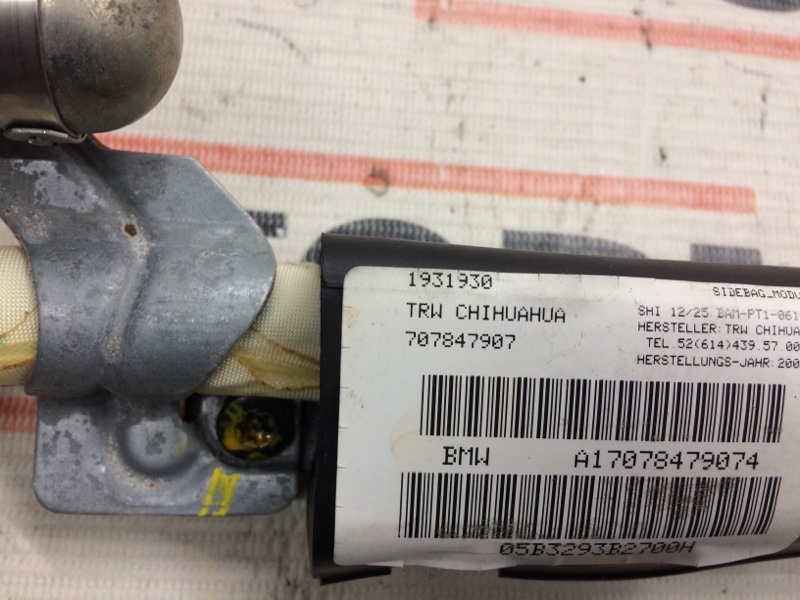 1931930
TRW CHIHUAHUA
707847907
SIDEBAG_MODU
SHI 12/25 BAM-PT1-061
HERSTELLER: TRW CHIHUA
TEL.52(614)439.57.00
HERSTELLUNGS-JAHR: 200
BMW A17078479074
05B3293B2700H